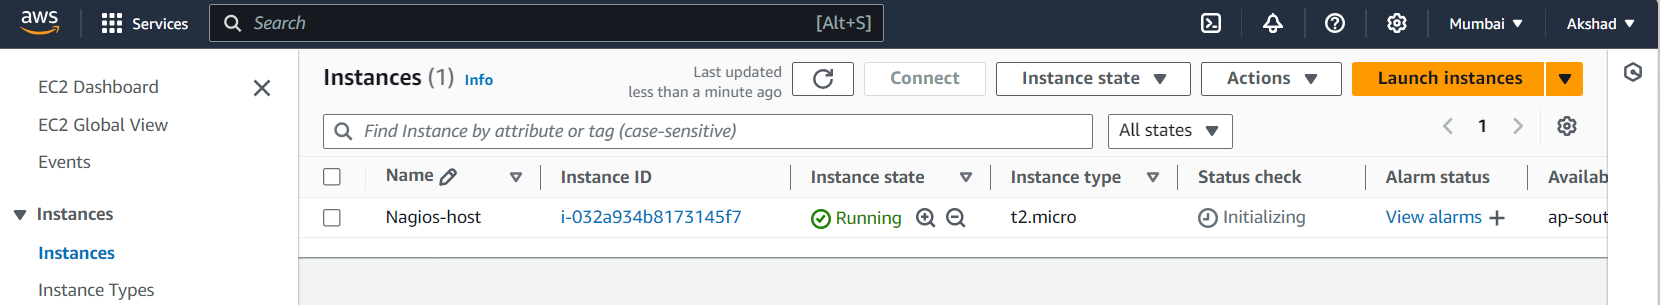 aws
Services
Search
[Alt+S]
Mumbai
Akshad
EC2 Dashboard
EC2 Global View
Events
Instances
Instances
Instance Types
Instances (1) Info
Last updated
less than a minute ago
Connect
Instance state
Actions
Launch instances
Find Instance by attribute or tag (case-sensitive)
All states
1
Name
Instance ID
Instance state
Instance type
Status check
Alarm status
Availab
Nagios-host
i-032a934b8173145f7
Running
t2.micro
Initializing
View alarms
ap-sout